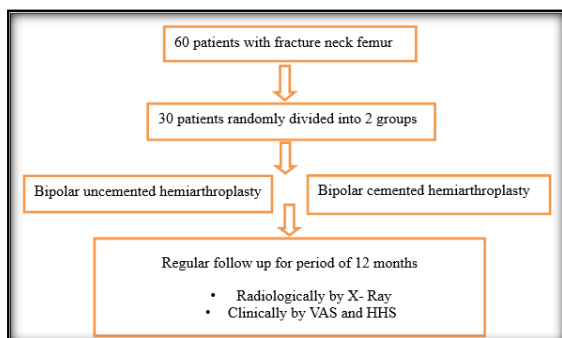 60 patients with fracture neck femur
30 patients randomly divided into 2 groups
Bipolar uncemented hemiarthroplasty
Bipolar cemented hemiarthroplasty
Regular follow up for period of 12 months
• Radiologically by X- Ray
• Clinically by VAS and HHS